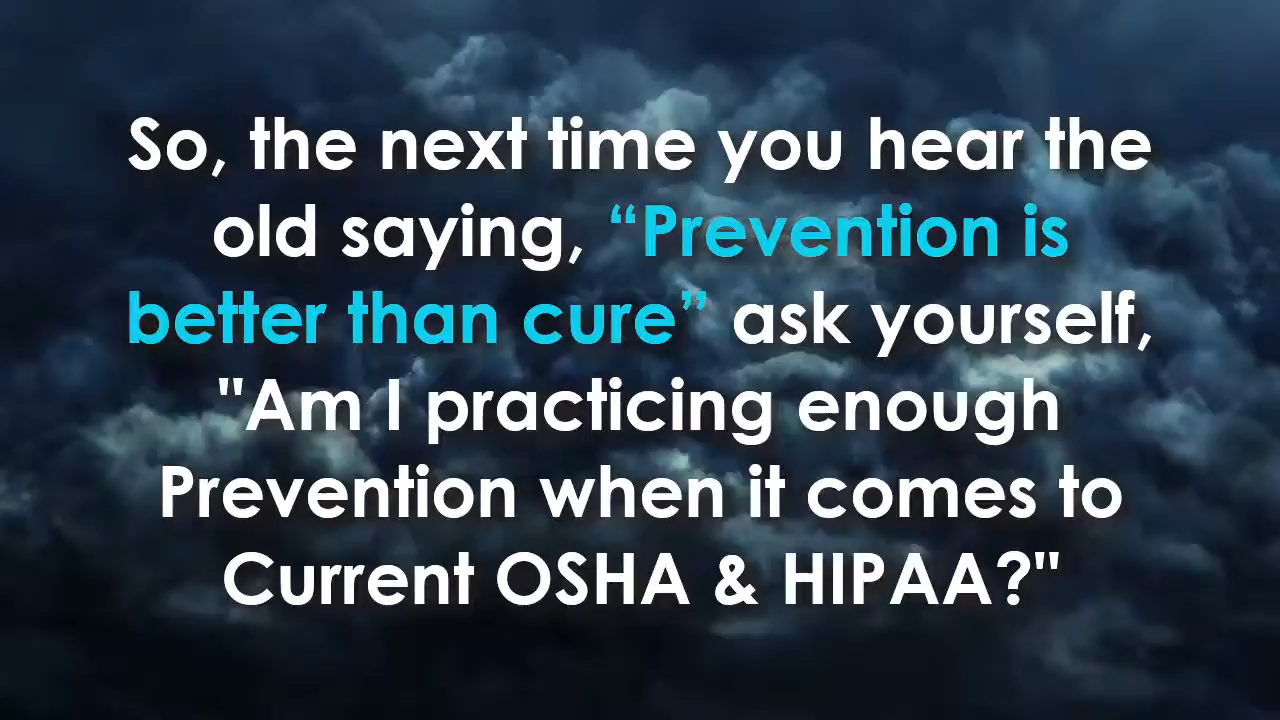 So, the next time you hear the
old saying, “Prevention is
better than cure” ask yourself,
"Am I practicing enough
Prevention when it comes to
Current OSHA & HIPAA?"